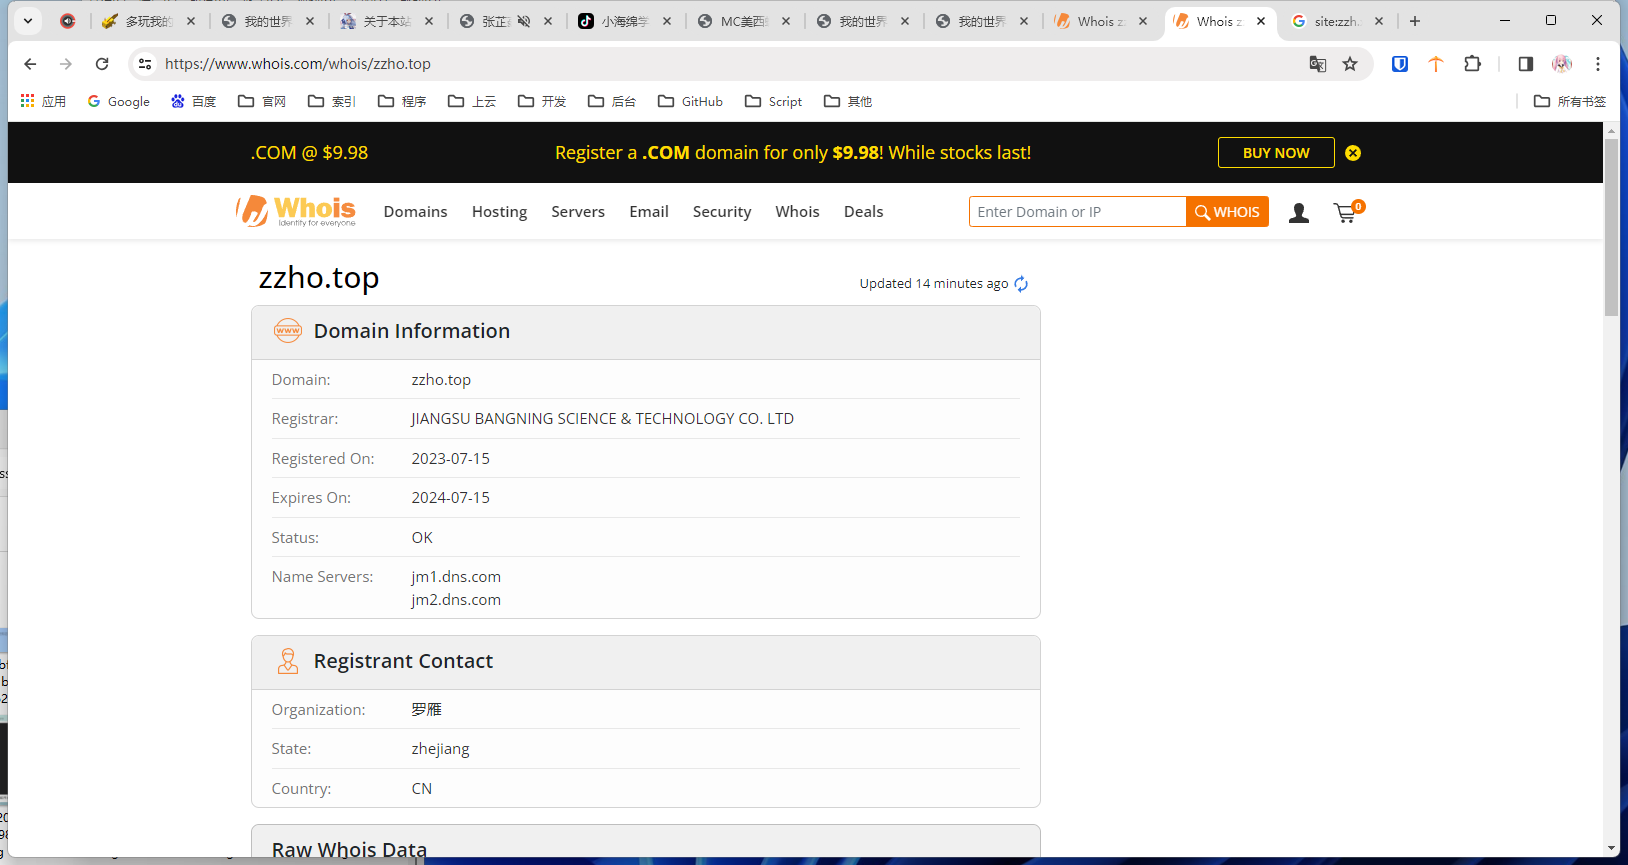 多玩我的
我的世界
关于本站
张芷
小海绵学
MC美西
我的世界
我的世界
Whois z
Whois z
site:zzh.
https://www.whois.com/whois/zzho.top
应用
Google
百度
官网
索引
程序
上云
开发
后台
GitHub
Script
其他
所有书签
.COM @ $9.98
Register a .COM domain for only $9.98! While stocks last!
BUY NOW
Whois
Identity for everyone
Domains
Hosting
Servers
Email
Security
Whois
Deals
Enter Domain or IP
WHOIS
0
zzho.top
Updated 14 minutes ago
www
Domain Information
Domain: zzho.top
Registrar: JIANGSU BANGNING SCIENCE & TECHNOLOGY CO. LTD
Registered On: 2023-07-15
Expires On: 2024-07-15
Status: OK
Name Servers: jm1.dns.com
jm2.dns.com
Registrant Contact
Organization: 罗雁
State: zhejiang
Country: CN
Raw Whois Data